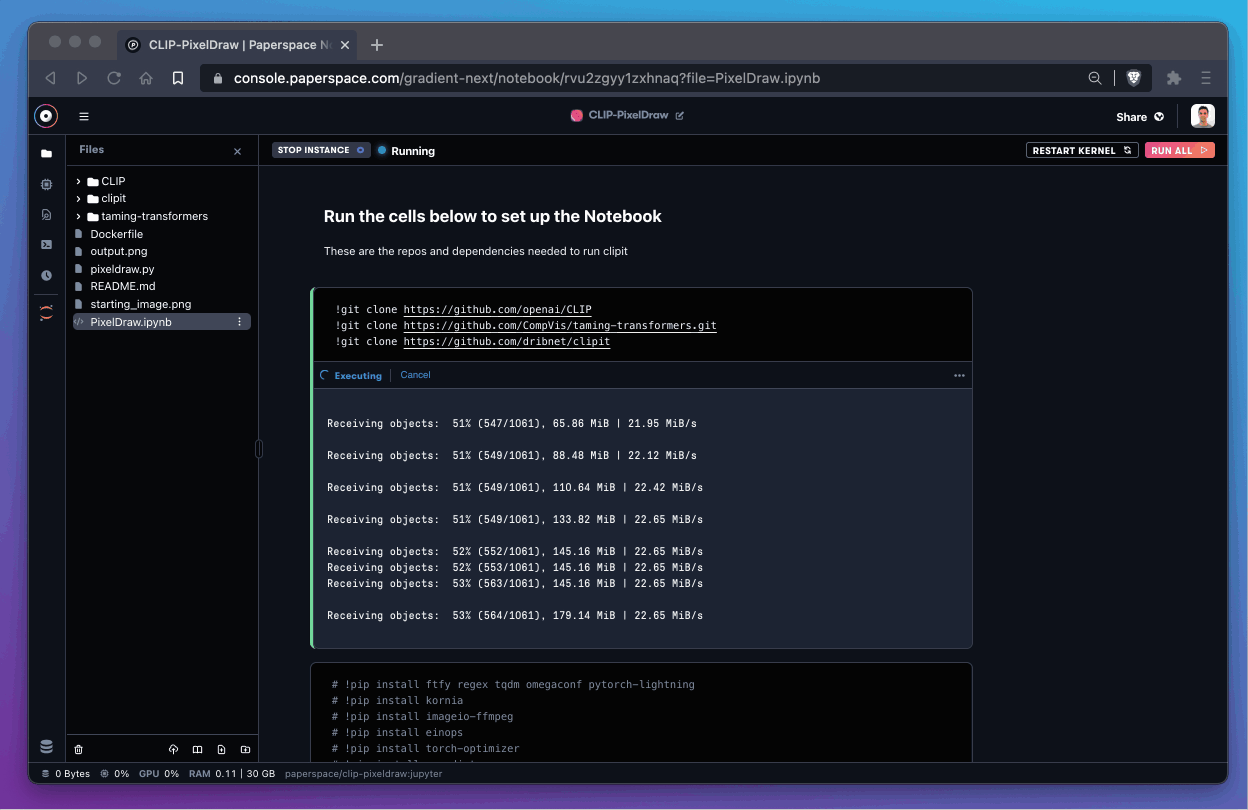 CLIP-PixelDraw | Paperspace No
console.paperspace.com/gradient-next/notebook/rvu2zgyy1zxhnaq?file=PixelDraw.ipynb
CLIP-PixelDraw
Share
Files
STOP INSTANCE
Running
RESTART KERNEL
RUN ALL
CLIP
clipit
taming-transformers
Dockerfile
output.png
pixeldraw.py
README.md
starting_image.png
PixelDraw.ipynb
Run the cells below to set up the Notebook
These are the repos and dependencies needed to run clipit
!git clone https://github.com/openai/CLIP
!git clone https://github.com/CompVis/taming-transformers.git
!git clone https://github.com/dribnet/clipit
Executing | Cancel
Receiving objects: 51% (547/1061), 65.86 MiB | 21.95 MiB/s
Receiving objects: 51% (549/1061), 88.48 MiB | 22.12 MiB/s
Receiving objects: 51% (549/1061), 110.64 MiB | 22.42 MiB/s
Receiving objects: 51% (549/1061), 133.82 MiB | 22.65 MiB/s
Receiving objects: 52% (552/1061), 145.16 MiB | 22.65 MiB/s
Receiving objects: 52% (553/1061), 145.16 MiB | 22.65 MiB/s
Receiving objects: 53% (563/1061), 145.16 MiB | 22.65 MiB/s
Receiving objects: 53% (564/1061), 179.14 MiB | 22.65 MiB/s
# !pip install ftfy regex tqdm omegaconf pytorch-lightning
# !pip install kornia
# !pip install imageio-ffmpeg
# !pip install einops
# !pip install torch-optimizer
0 Bytes 0% GPU 0% RAM 0.11 | 30 GB paperspace/clip-pixeldraw:jupyter